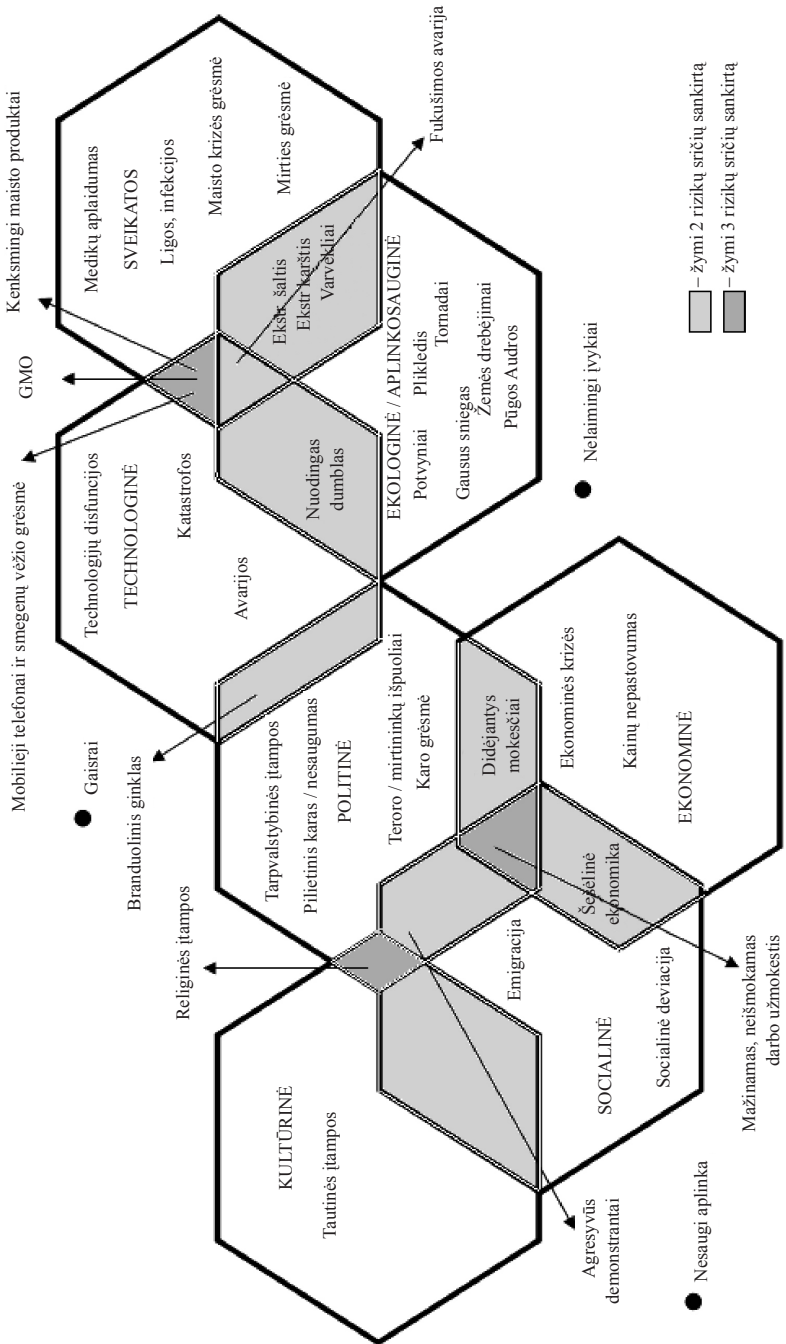 Kenksmingi maisto produktai
GMO
Mobilieji telefonai ir smegenų vėžio grėsmė
Gaisrai
Branduolinis ginklas
Religinės įtampos
KULTŪRINĖ
Tautinės įtampos
Tarpvalstybinės įtampos
Pilietinis karas / nesaugumas
POLITINĖ
Teroro / mirtininkų išpuoliai
Karo grėsmė
Technologijų disfuncijos
TECHNOLOGINĖ
Katastrofos
Avarijos
Medikų aplaidumas
SVEIKATOS
Ligos, infekcijos
Maisto krizės grėsmė
Mirties grėsmė
Fukušimos avarija
Ekstr. šaltis
Ekstr karštis
Varvekliai
Nuodingas
dumblas
EKOLOGINĖ / APLINKOSAUGINĖ
Potvyniai
Plikledis
Tornadai
Gausus sniegas
Žemės drebėjimai
Pūgos Audros
Nelaimingi įvykiai
Didėjantys
mokesčiai
Ekonominės krizės
Kainų nepastovumas
EKONOMINĖ
Šešėlinė
ekonomika
Emigracija
SOCIALINĖ
Socialinė deviacija
Agresyvūs
demonstrantai
Nesaugi aplinka
Mažinamas, neišmokamas
darbo užmokestis
– žymi 2 rizikų sričių sankirtą
– žymi 3 rizikų sričių sankirtą